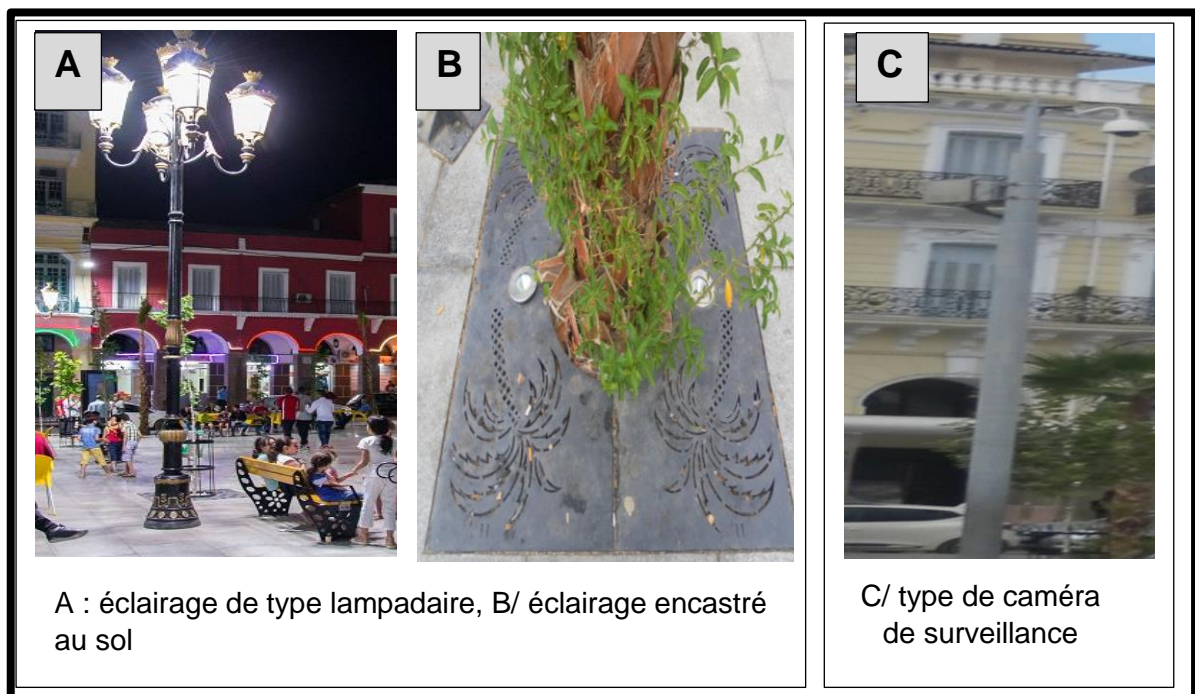 A
B
C
A : éclairage de type lampadaire, B/ éclairage encastré
au sol
C/ type de caméra
de surveillance